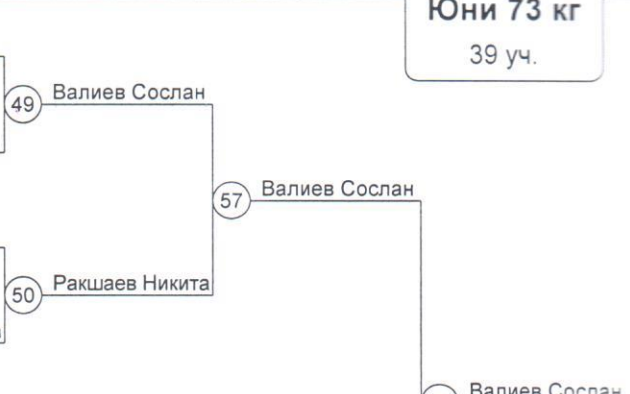 Юни 73 кг
39 уч.
49 Валиев Сослан
57 Валиев Сослан
50 Ракшаев Никита
Валиев Сослан